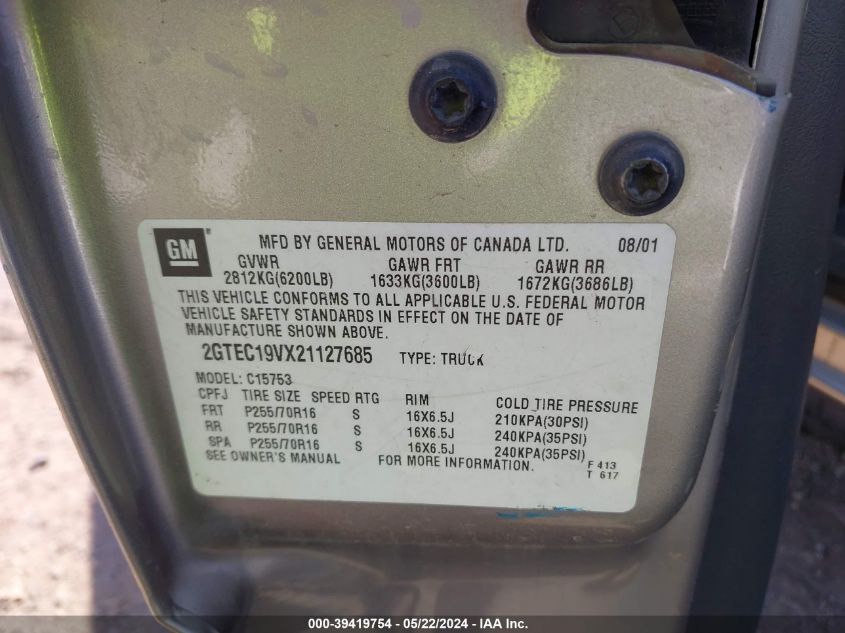 GM ®
MFD BY GENERAL MOTORS OF CANADA LTD. 08/01
GVWR GAWR FRT GAWR RR
2812KG(6200LB) 1633KG(3600LB) 1672KG(3686LB)
THIS VEHICLE CONFORMS TO ALL APPLICABLE U.S. FEDERAL MOTOR
VEHICLE SAFETY STANDARDS IN EFFECT ON THE DATE OF
MANUFACTURE SHOWN ABOVE.
2GTEC19VX21127685 TYPE: TRUCK
MODEL: C15753
CPFJ TIRE SIZE SPEED RTG RIM COLD TIRE PRESSURE
FRT P255/70R16 S 16X6.5J 210KPA(30PSI)
RR P255/70R16 S 16X6.5J 240KPA(35PSI)
SPA P255/70R16 S 16X6.5J 240KPA(35PSI)
SEE OWNER'S MANUAL FOR MORE INFORMATION.
F 413
T 617
000-39419754 - 05/22/2024 - IAA Inc.